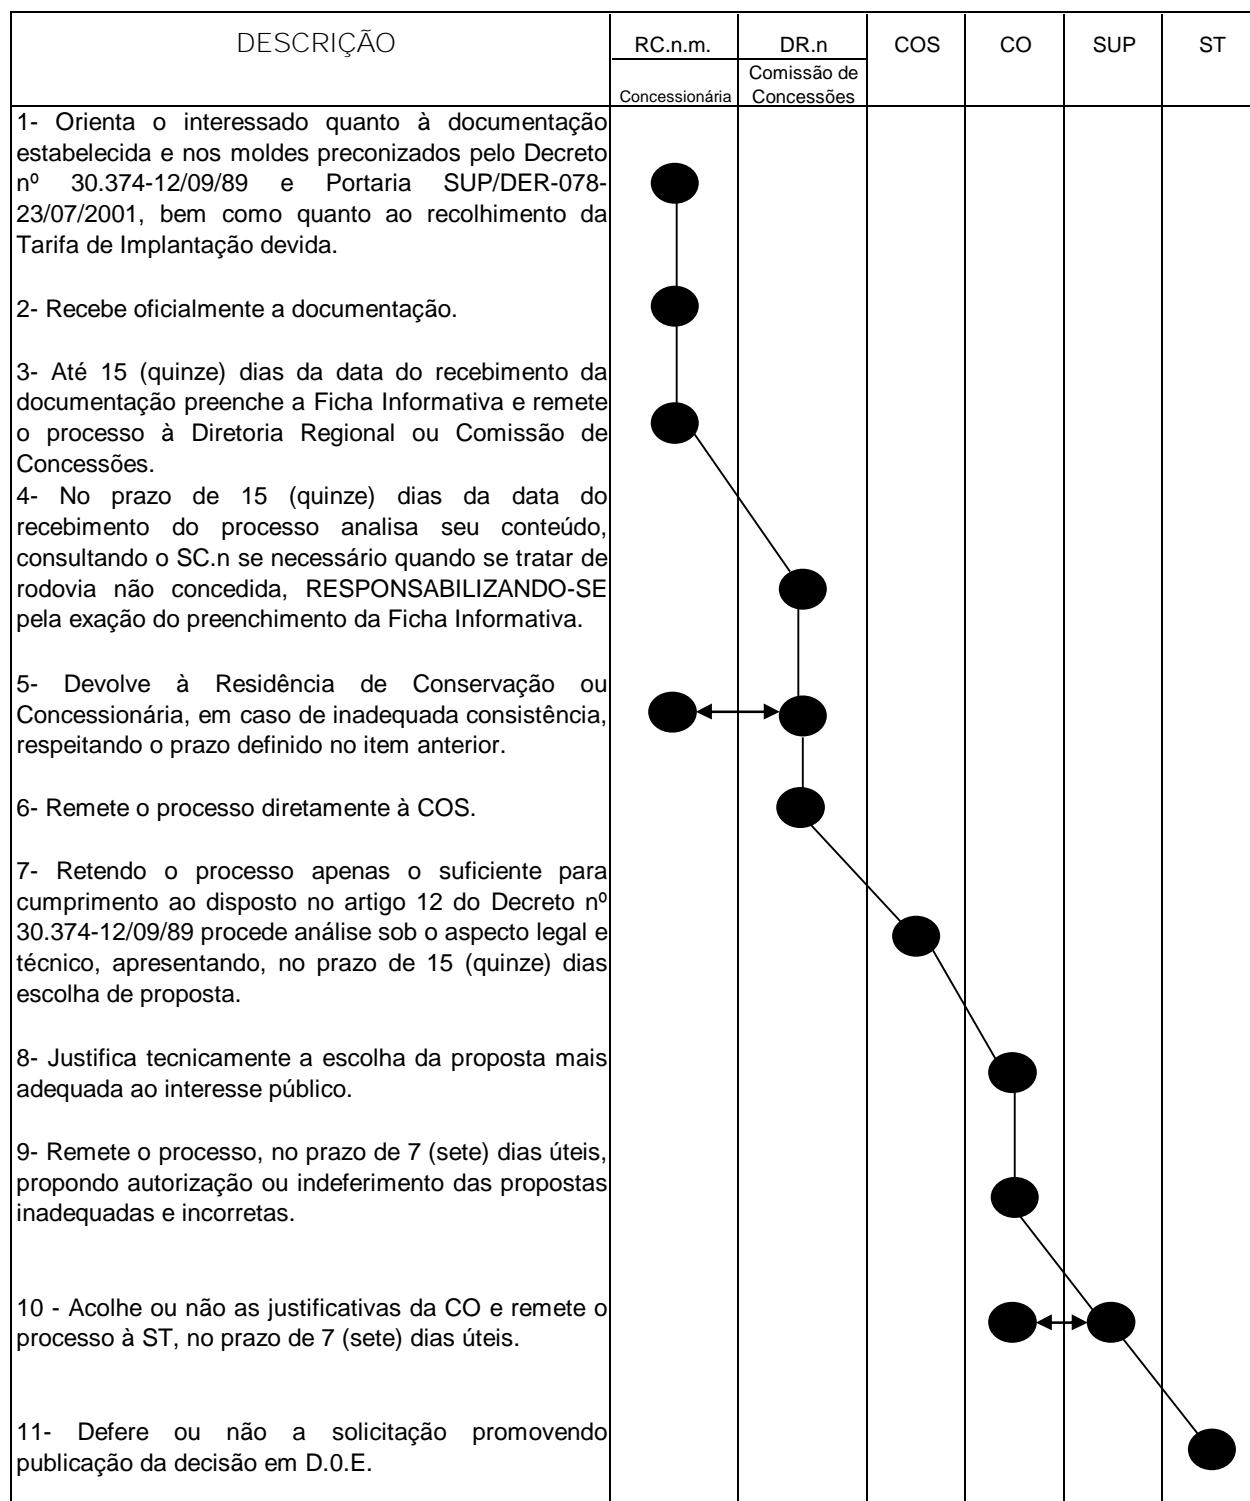 DESCRIÇÃO RC.n.m. DR.n COS CO SUP ST
Concessionária Comissão de
Concessões
1- Orienta o interessado quanto à documentação
estabelecida e nos moldes preconizados pelo Decreto
nº 30.374-12/09/89 e Portaria SUP/DER-078-
23/07/2001, bem como quanto ao recolhimento da
Tarifa de Implantação devida.
2- Recebe oficialmente a documentação.
3- Até 15 (quinze) dias da data do recebimento da
documentação preenche a Ficha Informativa e remete
o processo à Diretoria Regional ou Comissão de
Concessões.
4- No prazo de 15 (quinze) dias da data do
recebimento do processo analisa seu conteúdo,
consultando o SC.n se necessário quando se tratar de
rodovia não concedida, RESPONSABILIZANDO-SE
pela exação do preenchimento da Ficha Informativa.
5- Devolve à Residência de Conservação ou
Concessionária, em caso de inadequada consistência,
respeitando o prazo definido no item anterior.
6- Remete o processo diretamente à COS.
7- Retendo o processo apenas o suficiente para
cumprimento ao disposto no artigo 12 do Decreto nº
30.374-12/09/89 procede análise sob o aspecto legal e
técnico, apresentando, no prazo de 15 (quinze) dias
escolha de proposta.
8- Justifica tecnicamente a escolha da proposta mais
adequada ao interesse público.
9- Remete o processo, no prazo de 7 (sete) dias úteis,
propondo autorização ou indeferimento das propostas
inadequadas e incorretas.
10 - Acolhe ou não as justificativas da CO e remete o
processo à ST, no prazo de 7 (sete) dias úteis.
11- Defere ou não a solicitação promovendo
publicação da decisão em D.0.E.